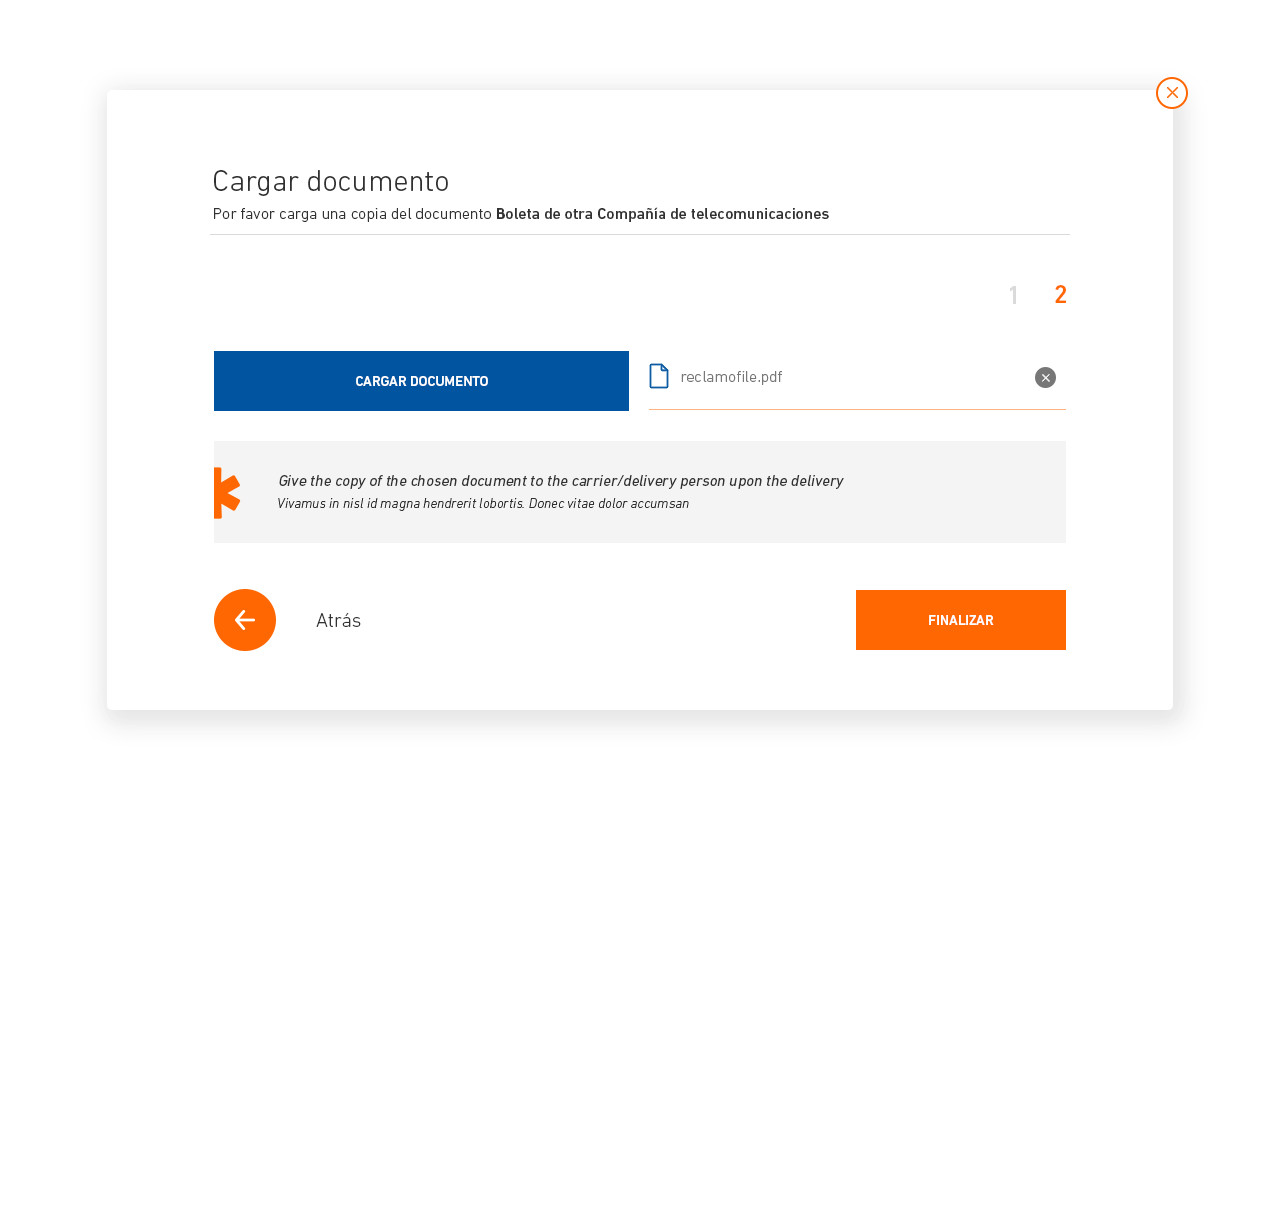 Cargar documento
Por favor carga una copia del documento Boleta de otra Compañía de telecomunicaciones
1 2
CARGAR DOCUMENTO
reclamofile.pdf
Give the copy of the chosen document to the carrier/delivery person upon the delivery
Vivamus in nisl id magna hendrerit lobortis. Donec vitae dolor accumsan
Atrás
FINALIZAR